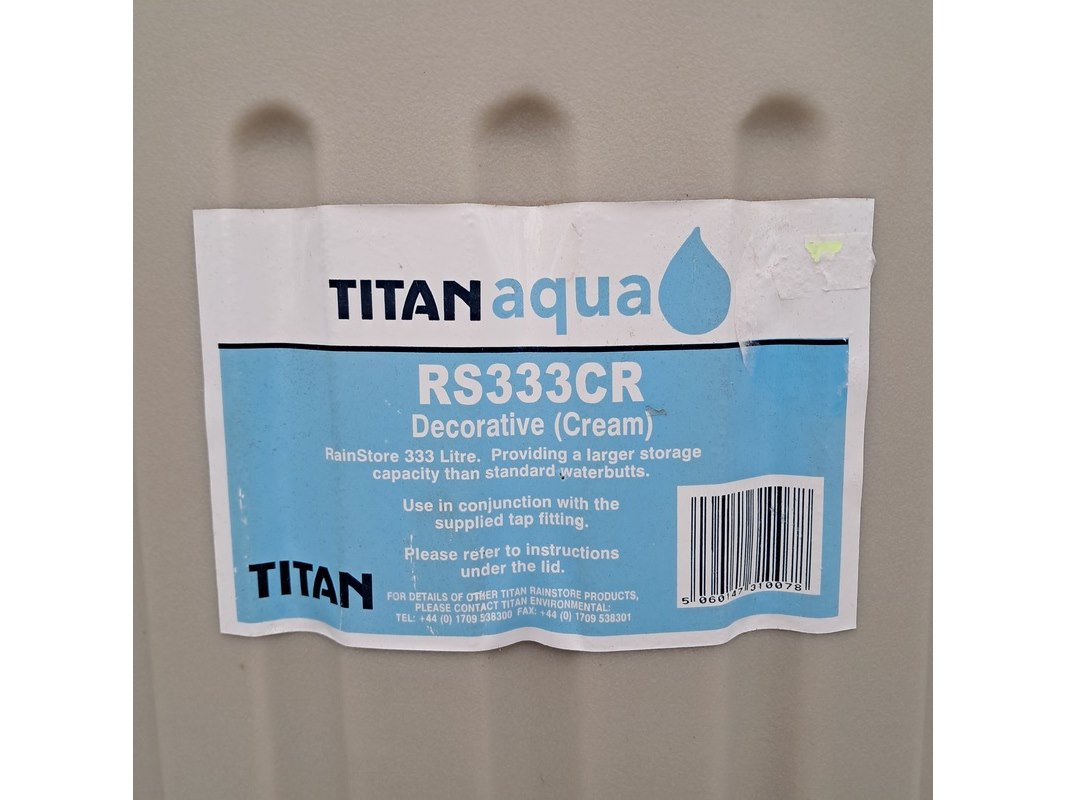 TITAN aqua
RS333CR
Decorative (Cream)
RainStore 333 Litre. Providing a larger storage
capacity than standard waterbutts.
Use in conjunction with the
supplied tap fitting.
Please refer to instructions
under the lid.
TITAN
FOR DETAILS OF OTHER TITAN RAINSTORE PRODUCTS,
PLEASE CONTACT TITAN ENVIRONMENTAL:
TEL: +44 (0) 1709 538300 FAX: +44 (0) 1709 538301
5 060147 310078